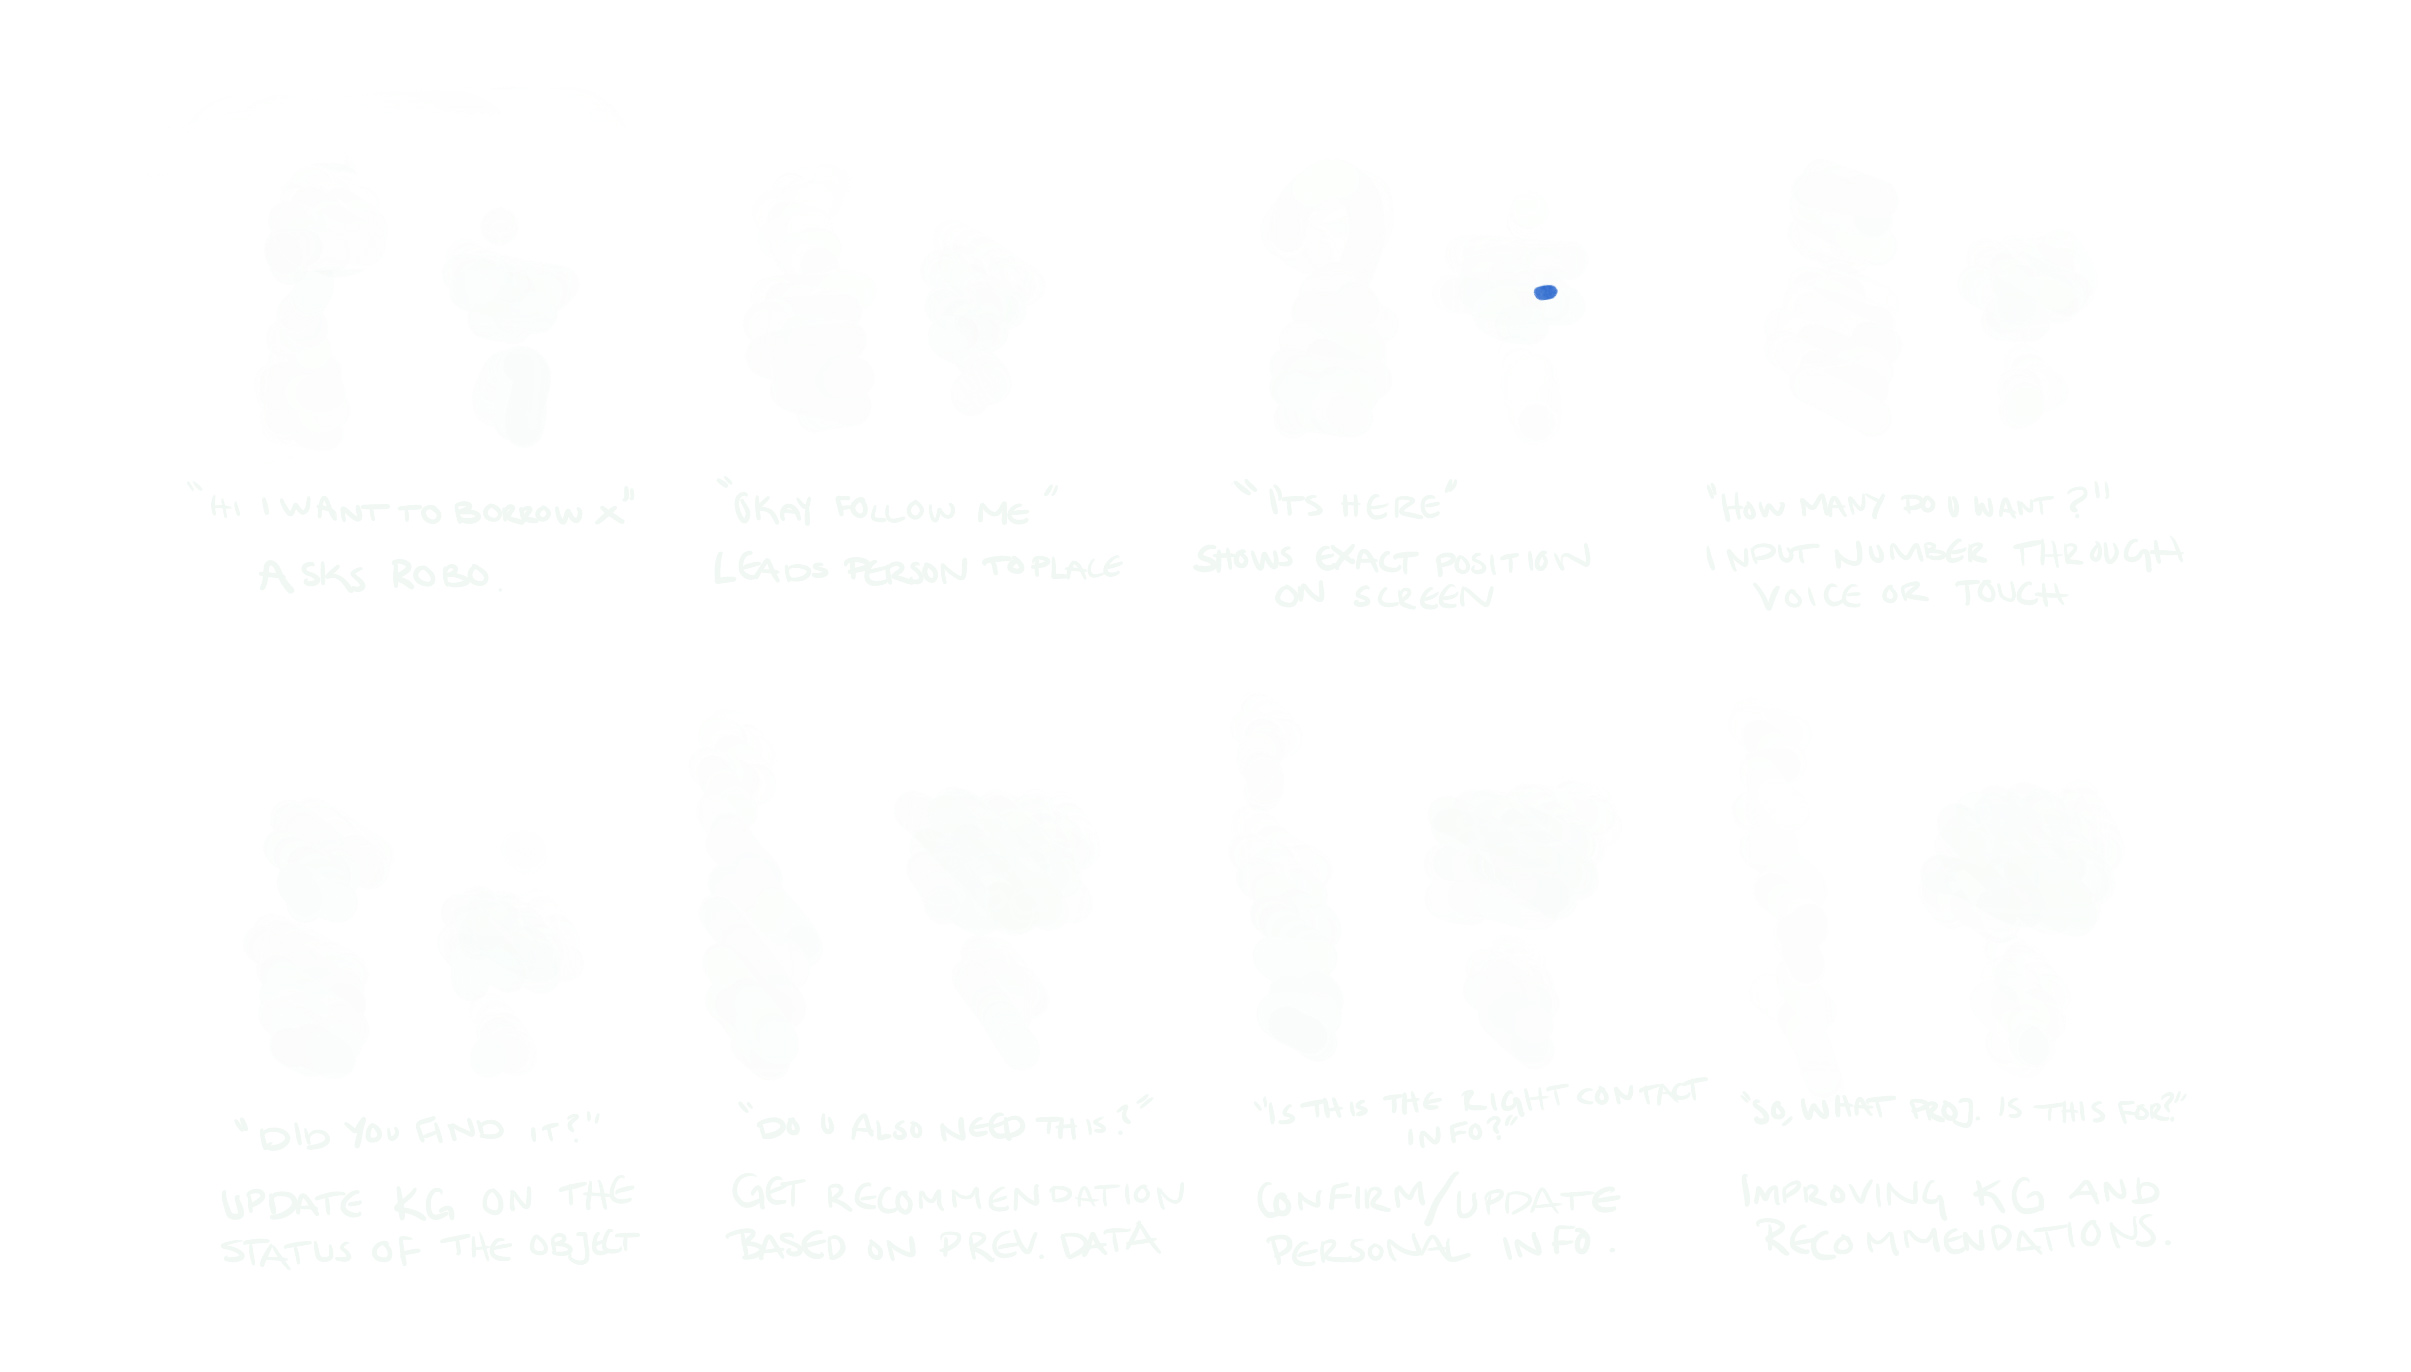 "HI I WANT TO BORROW X"
ASKS ROBO.
"OKAY FOLLOW ME"
LEADS PERSON TO PLACE
"IT'S HERE"
SHOWS EXACT POSITION
ON SCREEN
"HOW MANY DO U WANT?"
INPUT NUMBER THROUGH
VOICE OR TOUCH
"DID YOU FIND IT?"
UPDATE KG ON THE
STATUS OF THE OBJECT
"DO U ALSO NEED THIS?"
GET RECOMMENDATION
BASED ON PREV. DATA
"IS THIS THE RIGHT CONTACT
INFO?"
CONFIRM/UPDATE
PERSONAL INFO.
"SO, WHAT PROJ. IS THIS FOR?"
IMPROVING KG AND
RECOMMENDATIONS.